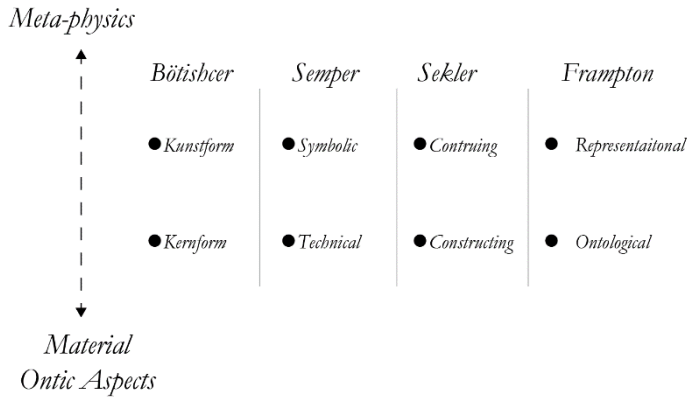 Meta-physics
Bötishcer Semper Sekler Frampton
Kunstform Symbolic Contruing Representaitonal
Kernform Technical Constructing Ontological
Material
Ontic Aspects